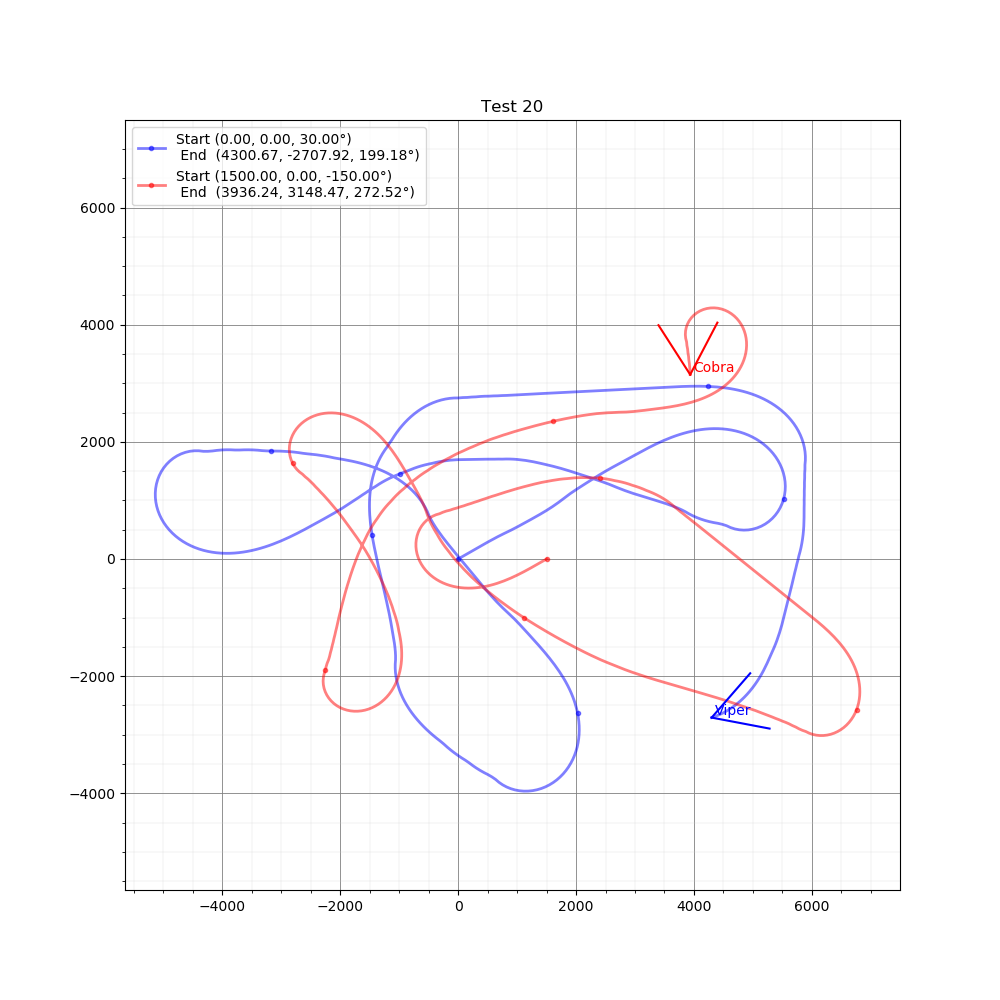 Test 20
Start (0.00, 0.00, 30.00°)
End (4300.67, -2707.92, 199.18°)
Start (1500.00, 0.00, -150.00°)
End (3936.24, 3148.47, 272.52°)
6000
4000
2000
0
−2000
−4000
Cobra
Viper
−4000 −2000 0 2000 4000 6000